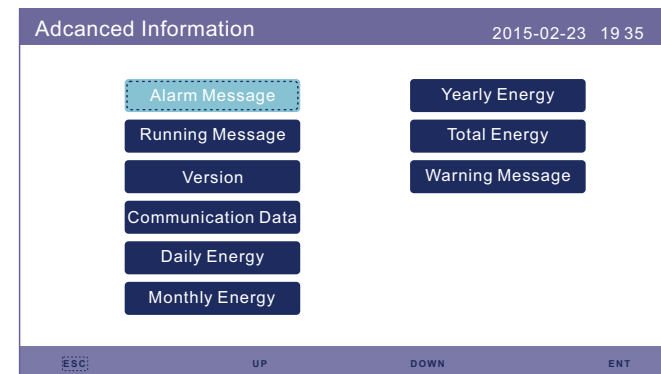 Adcanced Information
2015-02-23 19 35
Alarm Message
Running Message
Version
Communication Data
Daily Energy
Monthly Energy
Yearly Energy
Total Energy
Warning Message
ESC UP DOWN ENT